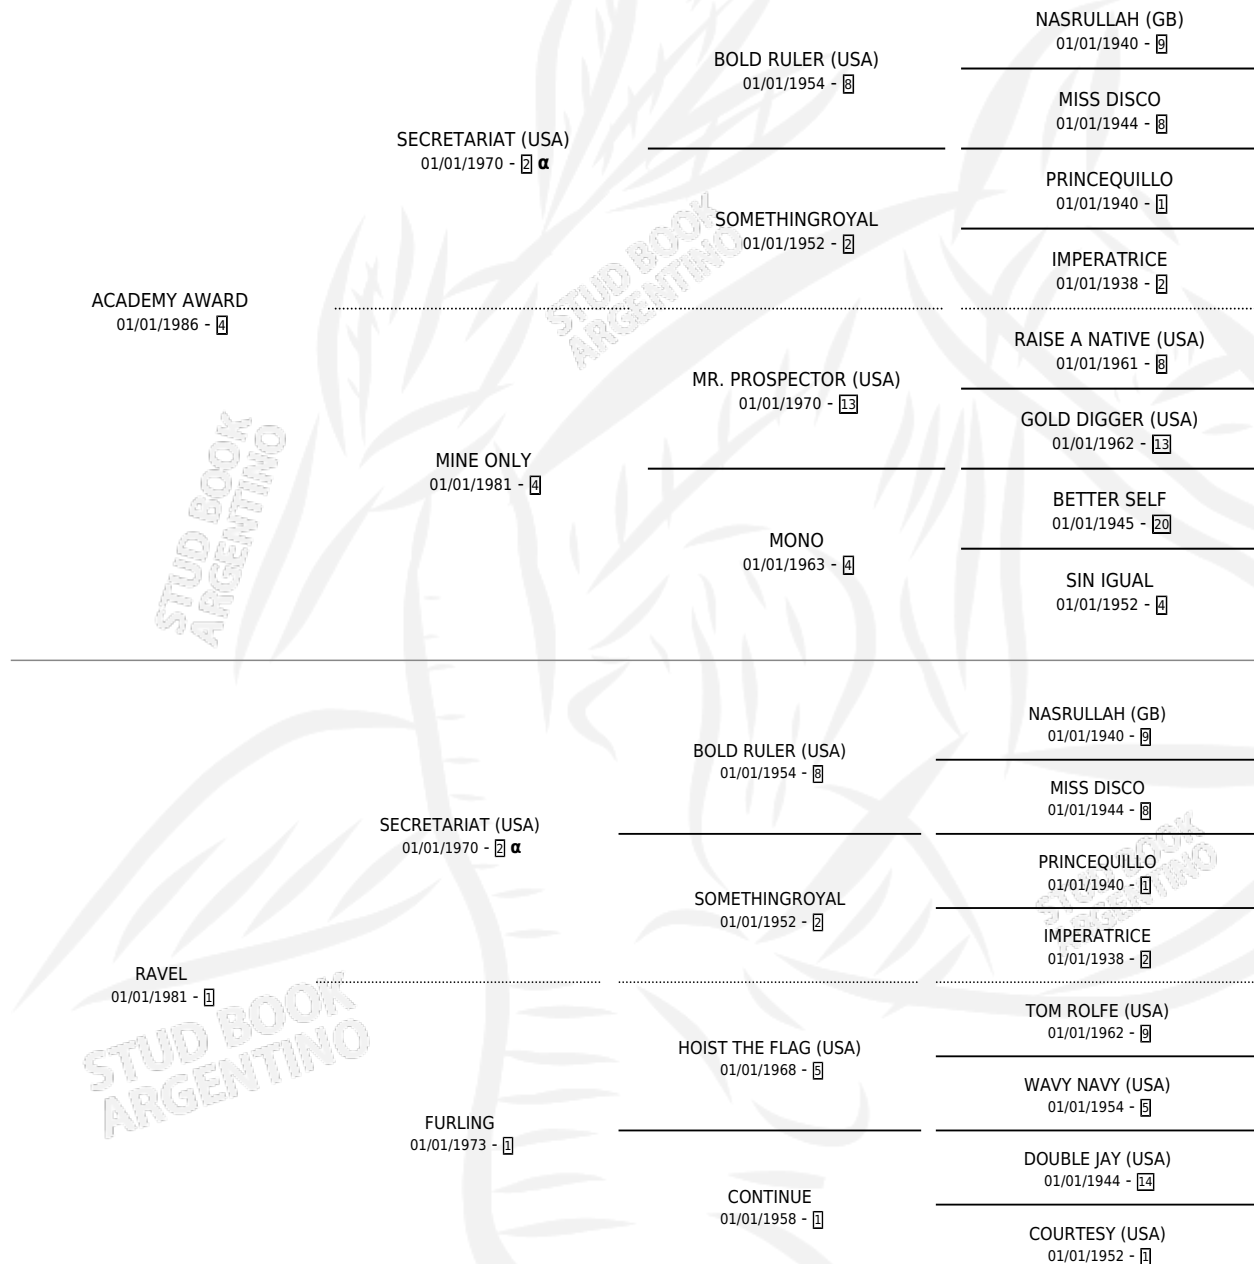 NASRULLAH (GB)
01/01/1940 - 9
BOLD RULER (USA)
01/01/1954 - 8
MISS DISCO
01/01/1944 - 8
SECRETARIAT (USA)
01/01/1970 - 2 α
PRINCEQUILLO
01/01/1940 - 1
SOMETHINGROYAL
01/01/1952 - 2
IMPERATRICE
01/01/1938 - 2
STUD BOOK
ARGENTINO
ACADEMY AWARD
01/01/1986 - 4
RAISE A NATIVE (USA)
01/01/1961 - 8
MR. PROSPECTOR (USA)
01/01/1970 - 13
GOLD DIGGER (USA)
01/01/1962 - 13
MINE ONLY
01/01/1981 - 4
BETTER SELF
01/01/1945 - 20
MONO
01/01/1963 - 4
SIN IGUAL
01/01/1952 - 4
STUD BOOK
ARGENTINO
NASRULLAH (GB)
01/01/1940 - 9
BOLD RULER (USA)
01/01/1954 - 8
MISS DISCO
01/01/1944 - 8
SECRETARIAT (USA)
01/01/1970 - 2 α
PRINCEQUILLO
01/01/1940 - 1
STUD BOOK
ARGENTINO
SOMETHINGROYAL
01/01/1952 - 2
IMPERATRICE
01/01/1938 - 2
RAVEL
01/01/1981 - 1
STUD BOOK
ARGENTINO
TOM ROLFE (USA)
01/01/1962 - 9
HOIST THE FLAG (USA)
01/01/1968 - 5
WAVY NAVY (USA)
01/01/1954 - 5
FURLING
01/01/1973 - 1
DOUBLE JAY (USA)
01/01/1944 - 14
CONTINUE
01/01/1958 - 1
COURTESY (USA)
01/01/1952 - 1